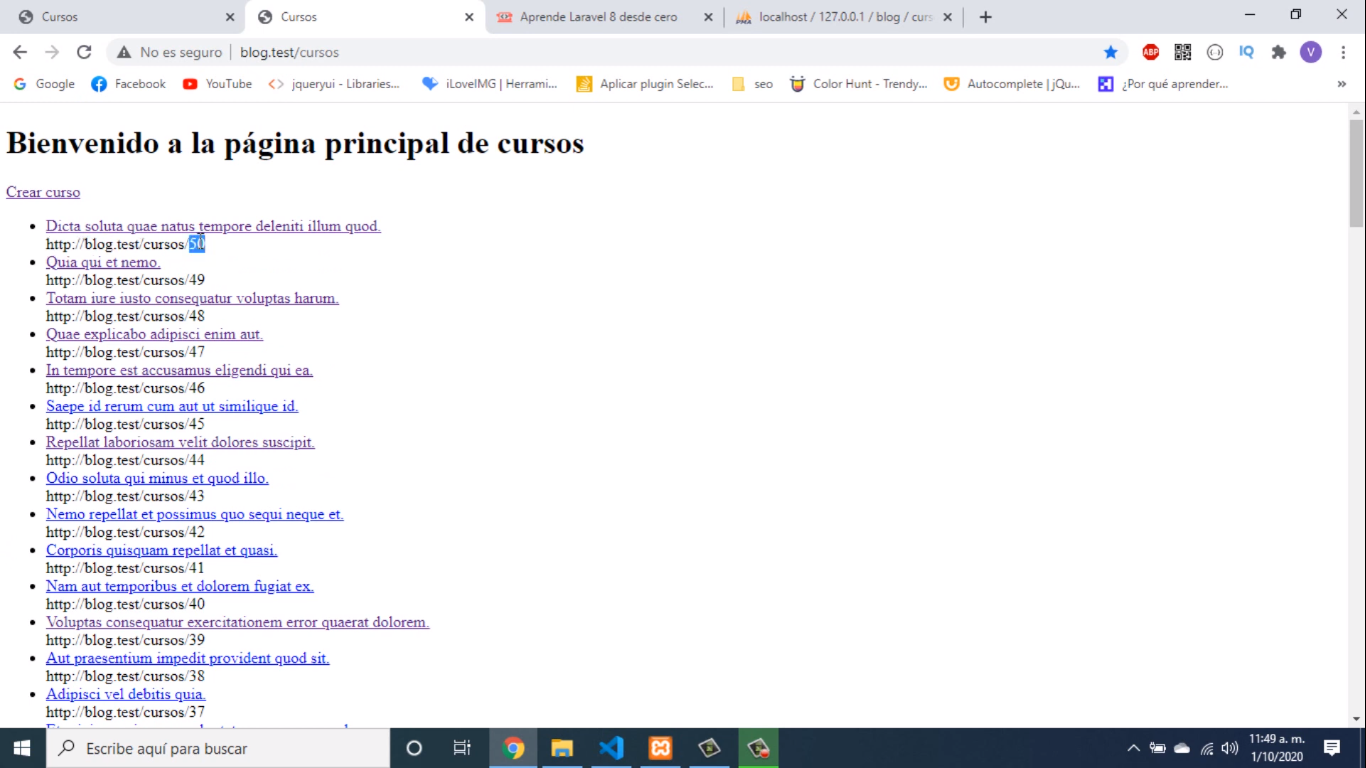 Cursos
Cursos
Aprende Laravel 8 desde cero
localhost / 127.0.0.1 / blog / curs
No es seguro
blog.test/cursos
ABP
IQ
V
Google
Facebook
YouTube
jqueryui - Libraries...
iLoveIMG | Herrami...
Aplicar plugin Selec...
seo
Color Hunt - Trendy...
Autocomplete | jQu...
¿Por qué aprender...
Bienvenido a la página principal de cursos
Crear curso
Dicta soluta quae natus tempore deleniti illum quod.
http://blog.test/cursos/50
Quia qui et nemo.
http://blog.test/cursos/49
Totam iure iusto consequatur voluptas harum.
http://blog.test/cursos/48
Quae explicabo adipisci enim aut.
http://blog.test/cursos/47
In tempore est accusamus eligendi qui ea.
http://blog.test/cursos/46
Saepe id rerum cum aut ut similique id.
http://blog.test/cursos/45
Repellat laboriosam velit dolores suscipit.
http://blog.test/cursos/44
Odio soluta qui minus et quod illo.
http://blog.test/cursos/43
Nemo repellat et possimus quo sequi neque et.
http://blog.test/cursos/42
Corporis quisquam repellat et quasi.
http://blog.test/cursos/41
Nam aut temporibus et dolorem fugiat ex.
http://blog.test/cursos/40
Voluptas consequatur exercitationem error quaerat dolorem.
http://blog.test/cursos/39
Aut praesentium impedit provident quod sit.
http://blog.test/cursos/38
Adipisci vel debitis quia.
http://blog.test/cursos/37
Escribe aquí para buscar
11:49 a. m.
1/10/2020